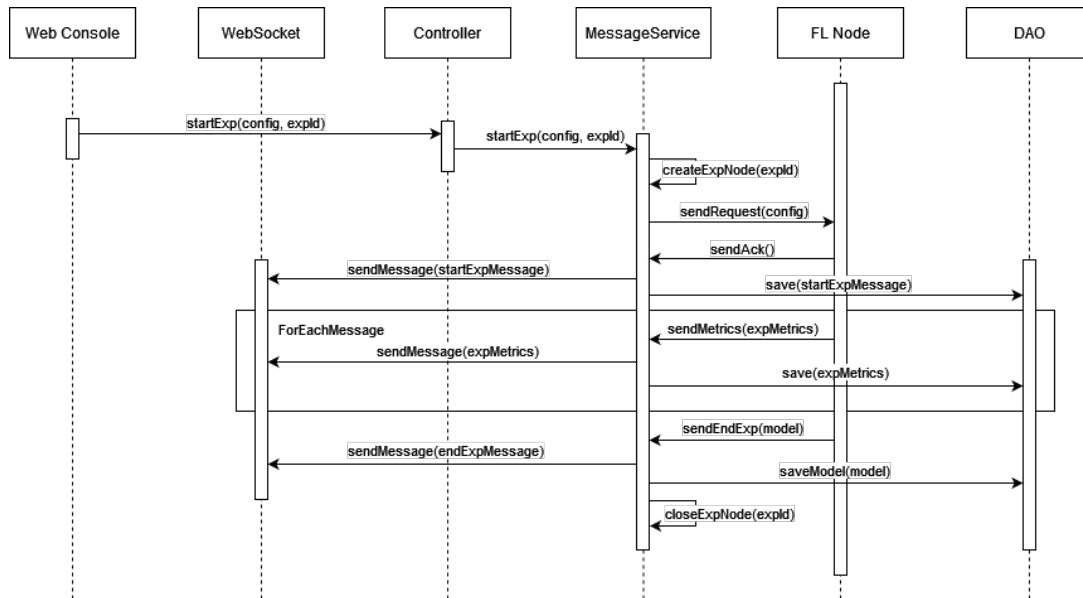 Web Console
WebSocket
Controller
MessageService
FL Node
DAO
startExp(config, expId)
startExp(config, expId)
createExpNode(expId)
sendRequest(config)
sendAck()
sendMessage(startExpMessage)
save(startExpMessage)
ForEachMessage
sendMetrics(expMetrics)
sendMessage(expMetrics)
save(expMetrics)
sendEndExp(model)
sendMessage(endExpMessage)
saveModel(model)
closeExpNode(expId)